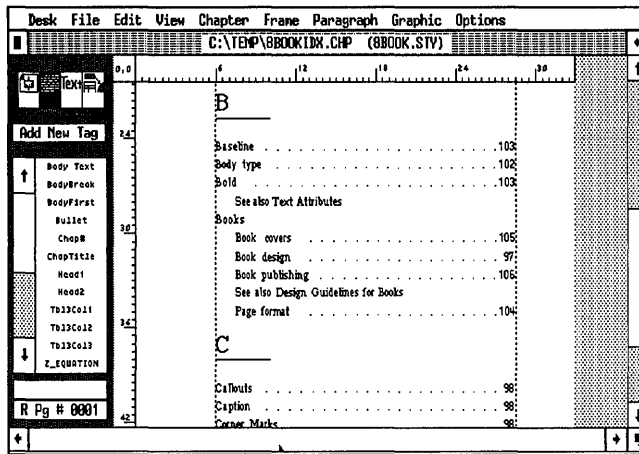 Desk File Edit View Chapter Frame Paragraph Graphic Options
C:\TEMP\8BOOKIDX.CHP (8BOOK.STV)
0,0 6 12 18 24 30
Text
Add New Tag
Body Text
BodyBreak
BodyFirst
Bullet
Chap#
ChapTitle
Head1
Head2
Tbl3Col1
Tbl3Col2
Tbl3Col3
Z_EQUATION
R Pg # 0001
24
30
36
42
B
Baseline . . . . . . . . . . . . . . . . . . . 103
Body type . . . . . . . . . . . . . . . . . . 102
Bold . . . . . . . . . . . . . . . . . . . . 103
See also Text Attributes
Books
Book covers . . . . . . . . . . . . . . . 105
Book design . . . . . . . . . . . . . . . 97
Book publishing . . . . . . . . . . . . . 106
See also Design Guidelines for Books
Page format . . . . . . . . . . . . . . . 104
C
Callouts . . . . . . . . . . . . . . . . . . . 98
Caption . . . . . . . . . . . . . . . . . . . 98
Corner Marks . . . . . . . . . . . . . . . . 98